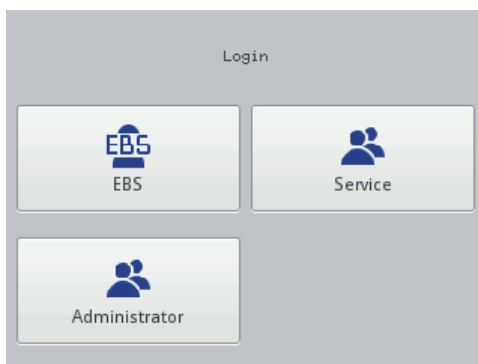 Login
EBS
EBS
Service
Administrator